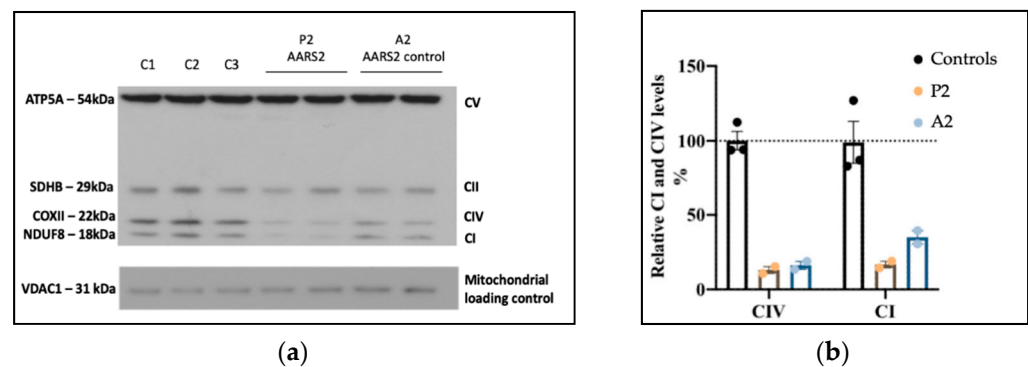 P2
A2
C1 C2 C3 AARS2 AARS2 control
ATP5A – 54kDa CV
SDHB – 29kDa CII
COXII – 22kDa CIV
NDUF8 – 18kDa CI
VDAC1 – 31 kDa Mitochondrial
loading control
(a)
Relative CI and CIV levels
%
150
100
50
0
CIV CI
Controls
P2
A2
(b)